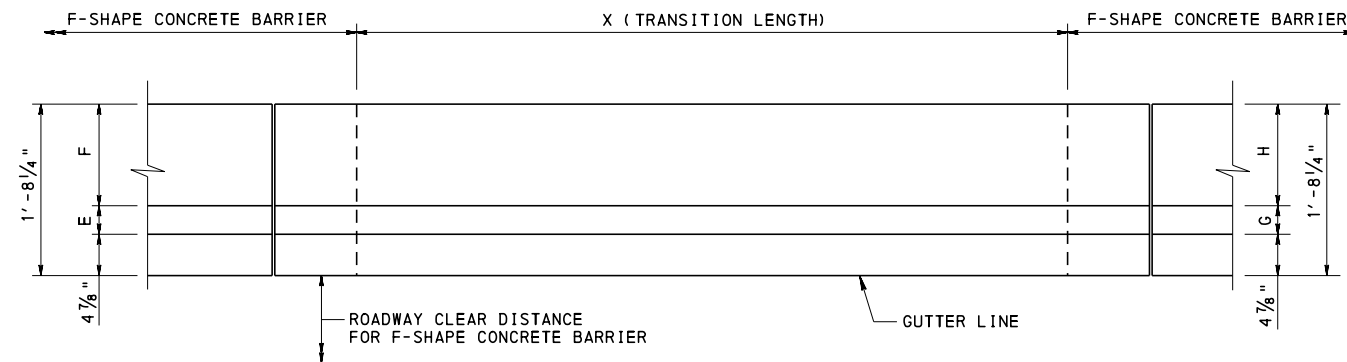 F-SHAPE CONCRETE BARRIER
X (TRANSITION LENGTH)
F-SHAPE CONCRETE BARRIER
1'-8¼"
F
E
4⅞"
H
G
1'-8¼"
4⅞"
ROADWAY CLEAR DISTANCE
FOR F-SHAPE CONCRETE BARRIER
GUTTER LINE